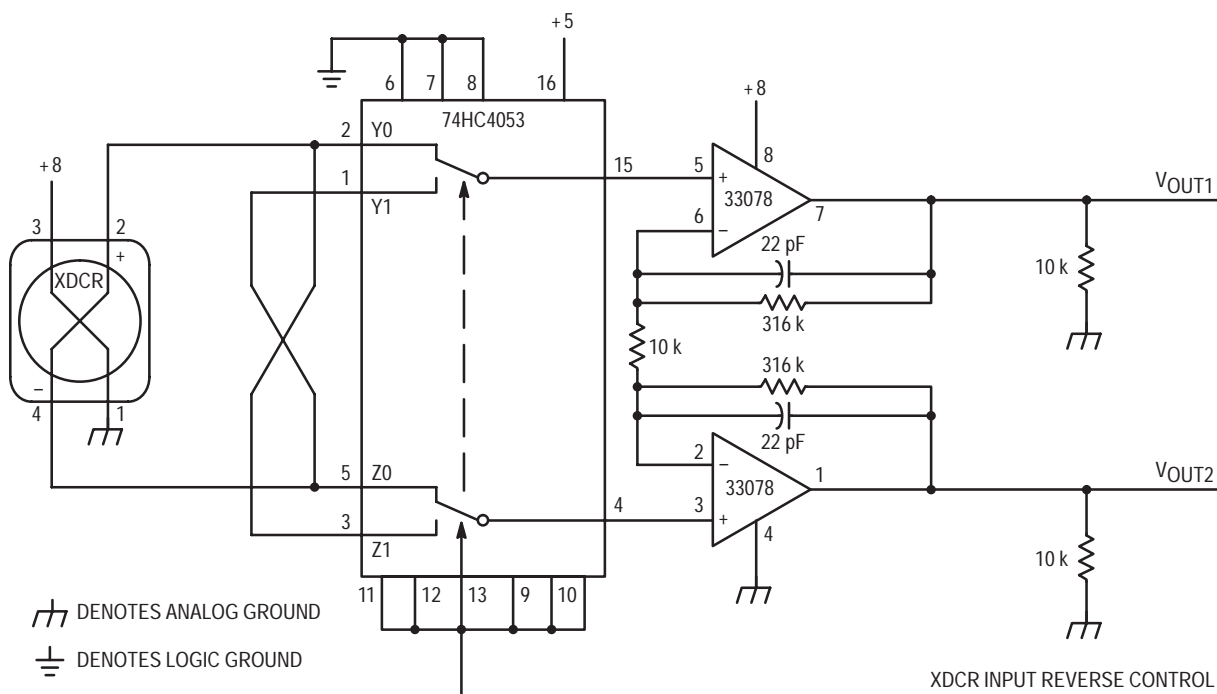 +5
6 7 8 16
74HC4053
+8
2 Y0
8
+8
15 5 +
VOUT1
1
33078
7
Y1
6 −
3 2
22 pF
+
XDCR
10 k
316 k
10 k
316 k
−
4 1
22 pF
2 −
5 Z0
33078
1
VOUT2
4 3 +
3
4
Z1
10 k
11 12 13 9 10
DENOTES ANALOG GROUND
DENOTES LOGIC GROUND
XDCR INPUT REVERSE CONTROL